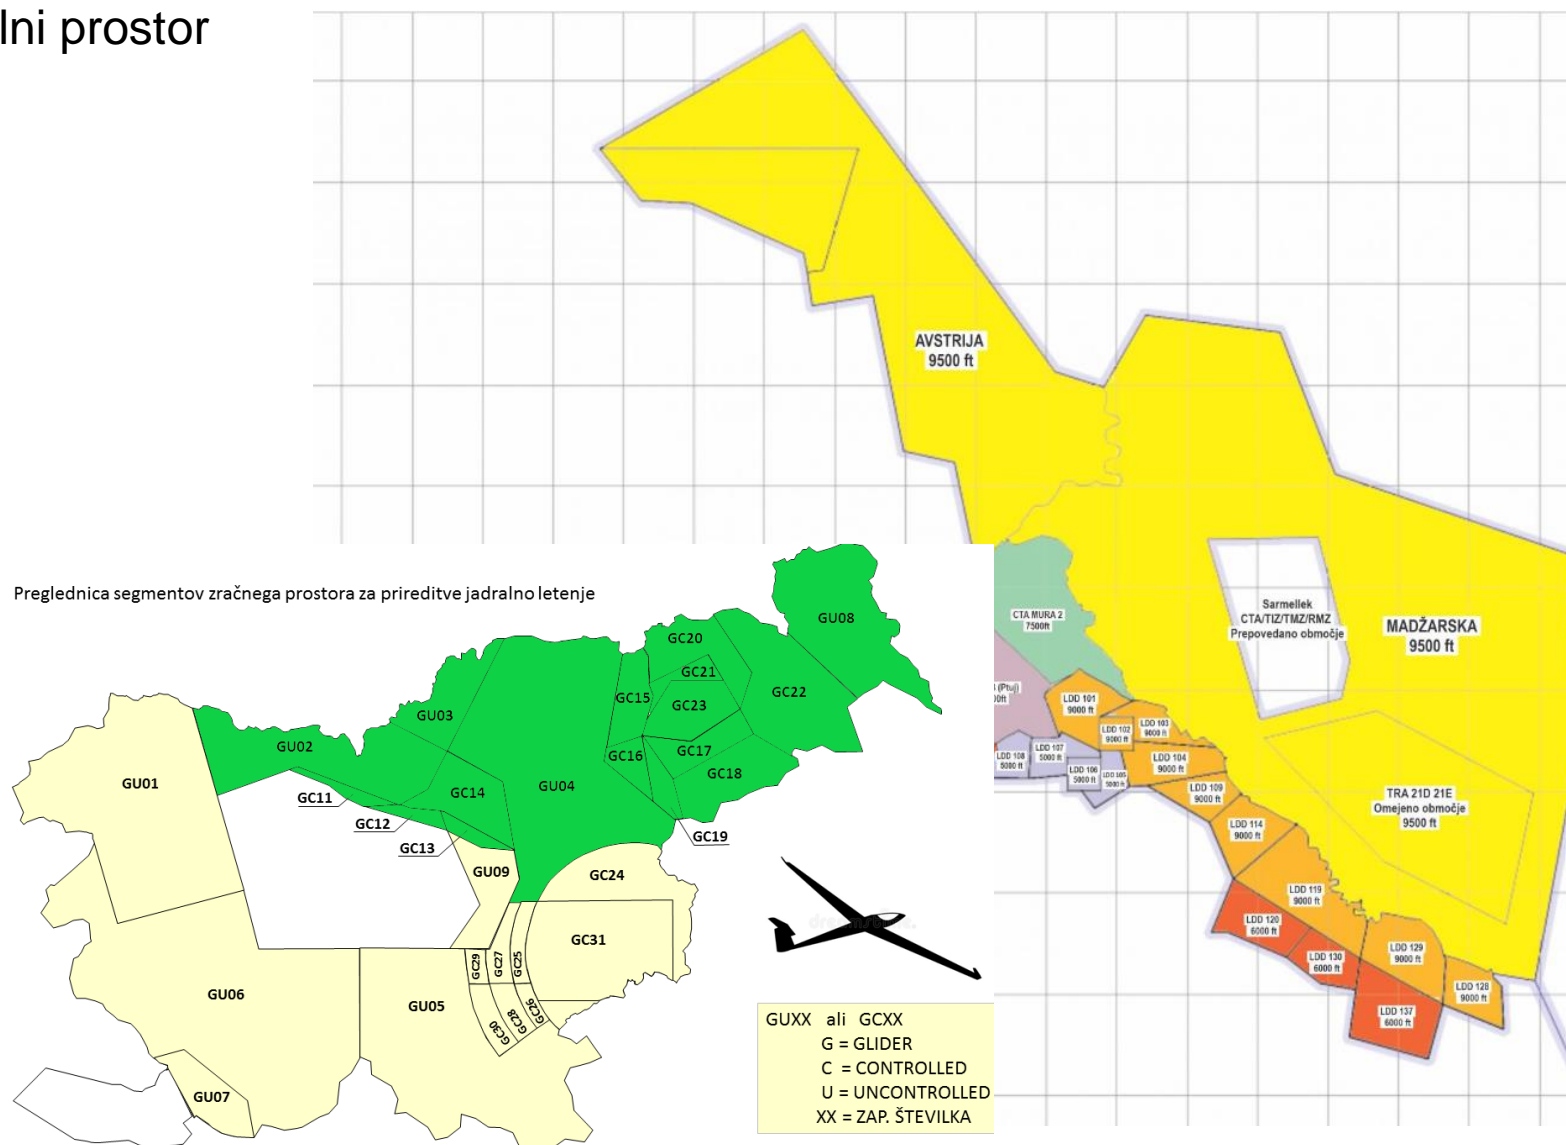 lni prostor
AVSTRIJA
9500 ft
Preglednica segmentov zračnega prostora za prireditve jadralno letenje
CTA MURA 2
7500ft
Sarmellek
CTA/TIZ/TMZ/RMZ
Prepovedano območje
MADŽARSKA
9500 ft
(Ptuj)
0ft
LDD 101
9000 ft
LDD 102
9000 ft
LDD 103
9000 ft
LDD 104
9000 ft
LDD 108
5000 ft
LDD 107
5000 ft
LDD 106
5000 ft
LDD 105
5000 ft
LDD 109
9000 ft
LDD 114
9000 ft
TRA 21D 21E
Omejeno območje
9500 ft
LDD 119
9000 ft
LDD 120
6000 ft
LDD 130
6000 ft
LDD 129
9000 ft
LDD 128
9000 ft
LDD 137
6000 ft
GU08
GC20
GC21
GC15
GC23
GC22
GU03
GU02
GC16
GC17
GC18
GU01
GC14
GU04
GC11
GC12
GC13
GC19
GU09
GC24
GC31
GC29
GC27
GC25
GU06
GU05
GC30
GC28
GC26
GU07
GUXX ali GCXX
G = GLIDER
C = CONTROLLED
U = UNCONTROLLED
XX = ZAP. ŠTEVILKA